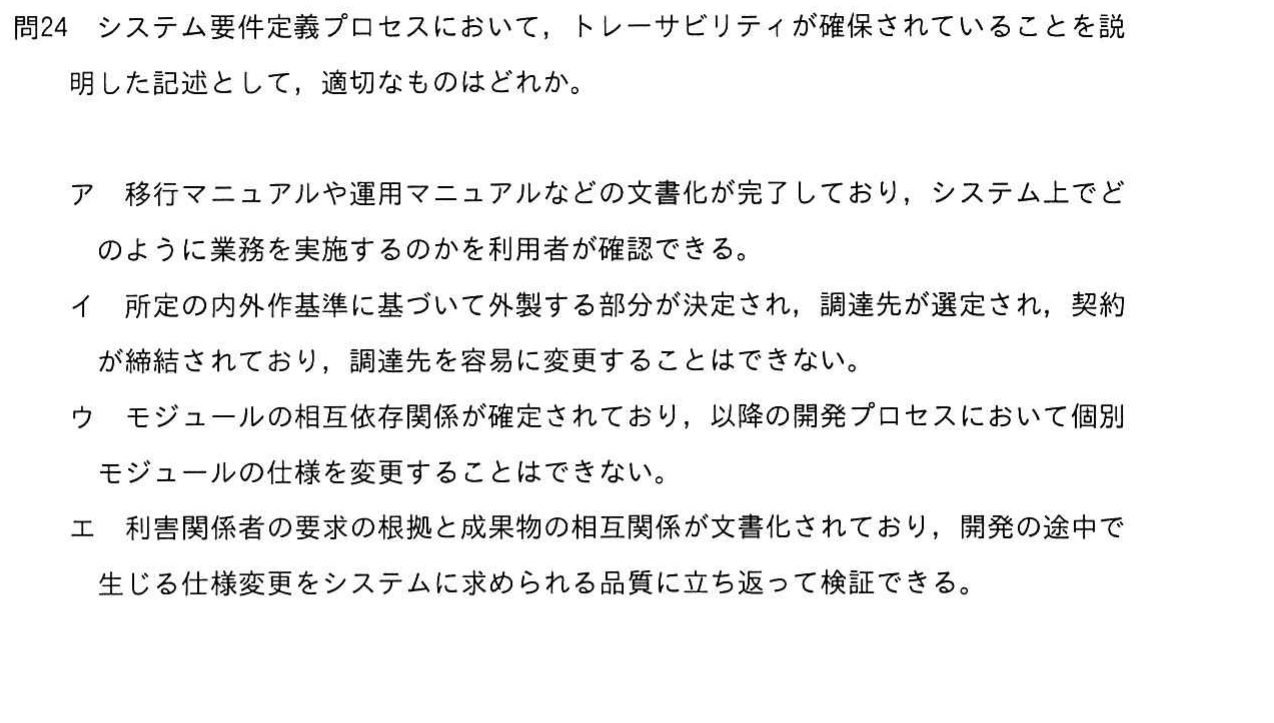 問24　システム要件定義プロセスにおいて，トレーサビリティが確保されていることを説
明した記述として，適切なものはどれか。
ア　移行マニュアルや運用マニュアルなどの文書化が完了しており，システム上でど
のように業務を実施するのかを利用者が確認できる。
イ　所定の内外作基準に基づいて外製する部分が決定され，調達先が選定され，契約
が締結されており，調達先を容易に変更することはできない。
ウ　モジュールの相互依存関係が確定されており，以降の開発プロセスにおいて個別
モジュールの仕様を変更することはできない。
エ　利害関係者の要求の根拠と成果物の相互関係が文書化されており，開発の途中で
生じる仕様変更をシステムに求められる品質に立ち返って検証できる。